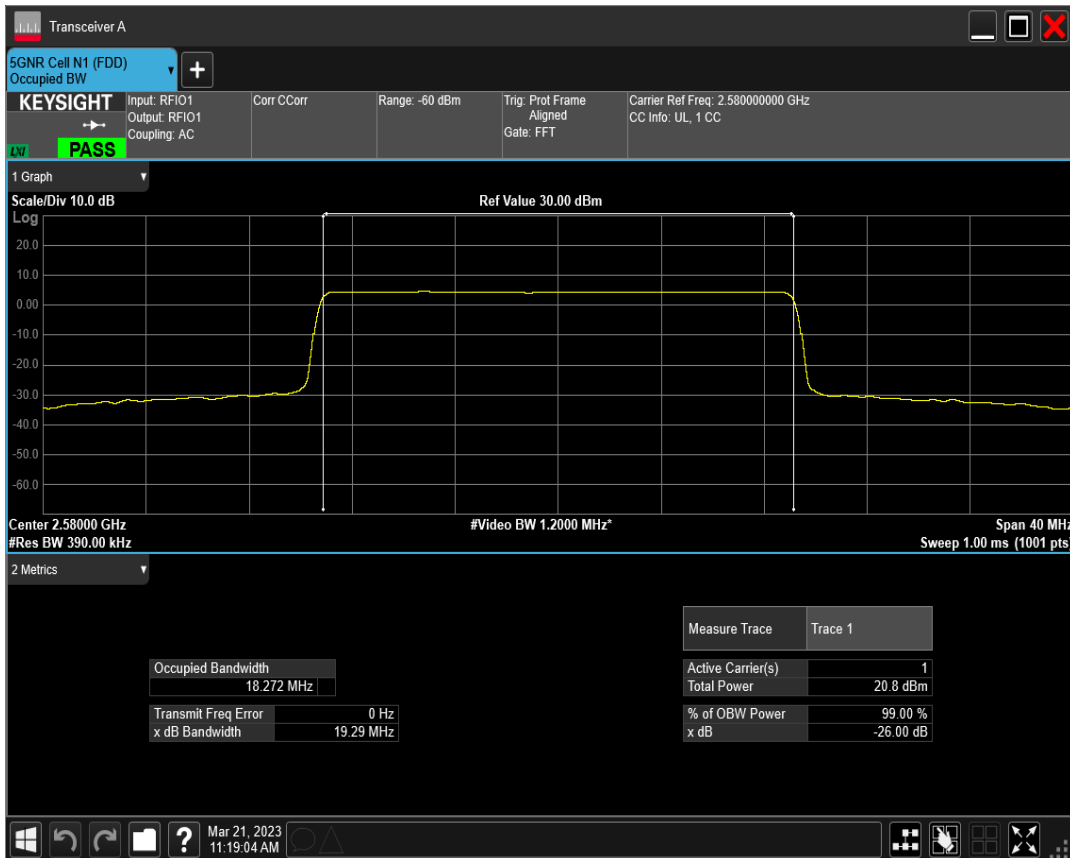 Transceiver A
5GNR Cell N1 (FDD)
Occupied BW
+
KEYSIGHT
LXI
PASS
Input: RFIO1
Output: RFIO1
Coupling: AC
Corr CCorr
Range: -60 dBm
Trig: Prot Frame
Aligned
Gate: FFT
Carrier Ref Freq: 2.580000000 GHz
CC Info: UL, 1 CC
1 Graph
Scale/Div 10.0 dB
Ref Value 30.00 dBm
Log
20.0
10.0
0.00
-10.0
-20.0
-30.0
-40.0
-50.0
-60.0
Center 2.58000 GHz
#Video BW 1.2000 MHz*
Span 40 MHz
#Res BW 390.00 kHz
Sweep 1.00 ms (1001 pts)
2 Metrics
Measure Trace Trace 1
Occupied Bandwidth
18.272 MHz
Active Carrier(s) 1
Total Power 20.8 dBm
Transmit Freq Error 0 Hz
x dB Bandwidth 19.29 MHz
% of OBW Power 99.00 %
x dB -26.00 dB
?
Mar 21, 2023
11:19:04 AM